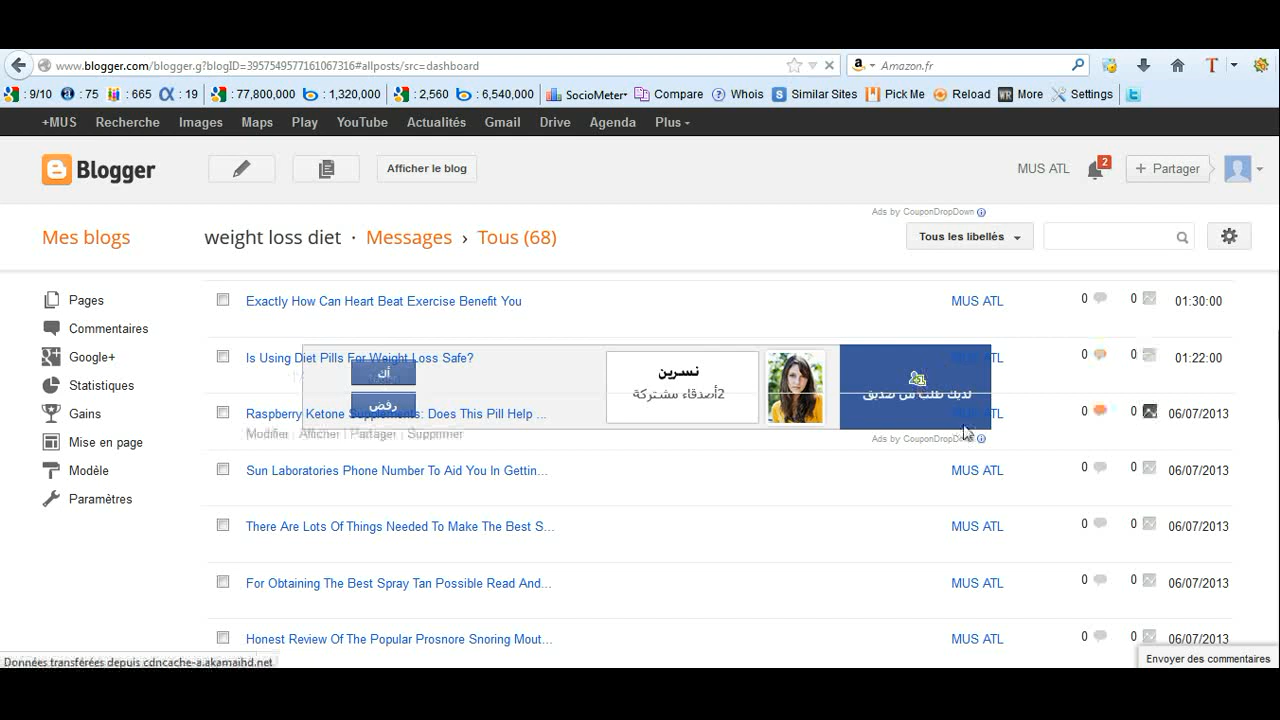 www.blogger.com/blogger.g?blogID=3957549577161067316#allposts/src=dashboard
Amazon.fr
: 9/10 : 75 : 665 : 19 : 77,800,000 : 1,320,000 : 2,560 : 6,540,000 SocioMeter Compare Whois Similar Sites Pick Me Reload More Settings
+MUS Recherche Images Maps Play YouTube Actualités Gmail Drive Agenda Plus
Blogger Afficher le blog MUS ATL 2 + Partager
Ads by CouponDropDown
Mes blogs weight loss diet · Messages › Tous (68) Tous les libellés
Pages
Commentaires
Google+
Statistiques
Gains
Mise en page
Modèle
Paramètres
Exactly How Can Heart Beat Exercise Benefit You MUS ATL 0 0 01:30:00
Is Using Diet Pills For Weight Loss Safe? 0 0 01:22:00
Raspberry Ketone Supplements: Does This Pill Help ... 0 0 06/07/2013
Modifier | Afficher | Partager | Supprimer
لديك طلب من صديق
نسرين
2أصدقاء مشتركة
أك
رفض
Ads by CouponDropDown
Sun Laboratories Phone Number To Aid You In Gettin... MUS ATL 0 0 06/07/2013
There Are Lots Of Things Needed To Make The Best S... MUS ATL 0 0 06/07/2013
For Obtaining The Best Spray Tan Possible Read And... MUS ATL 0 0 06/07/2013
Honest Review Of The Popular Prosnore Snoring Mout... MUS ATL 0 0 06/07/2013
Données transférées depuis cdncache-a.akamaihd.net
Envoyer des commentaires